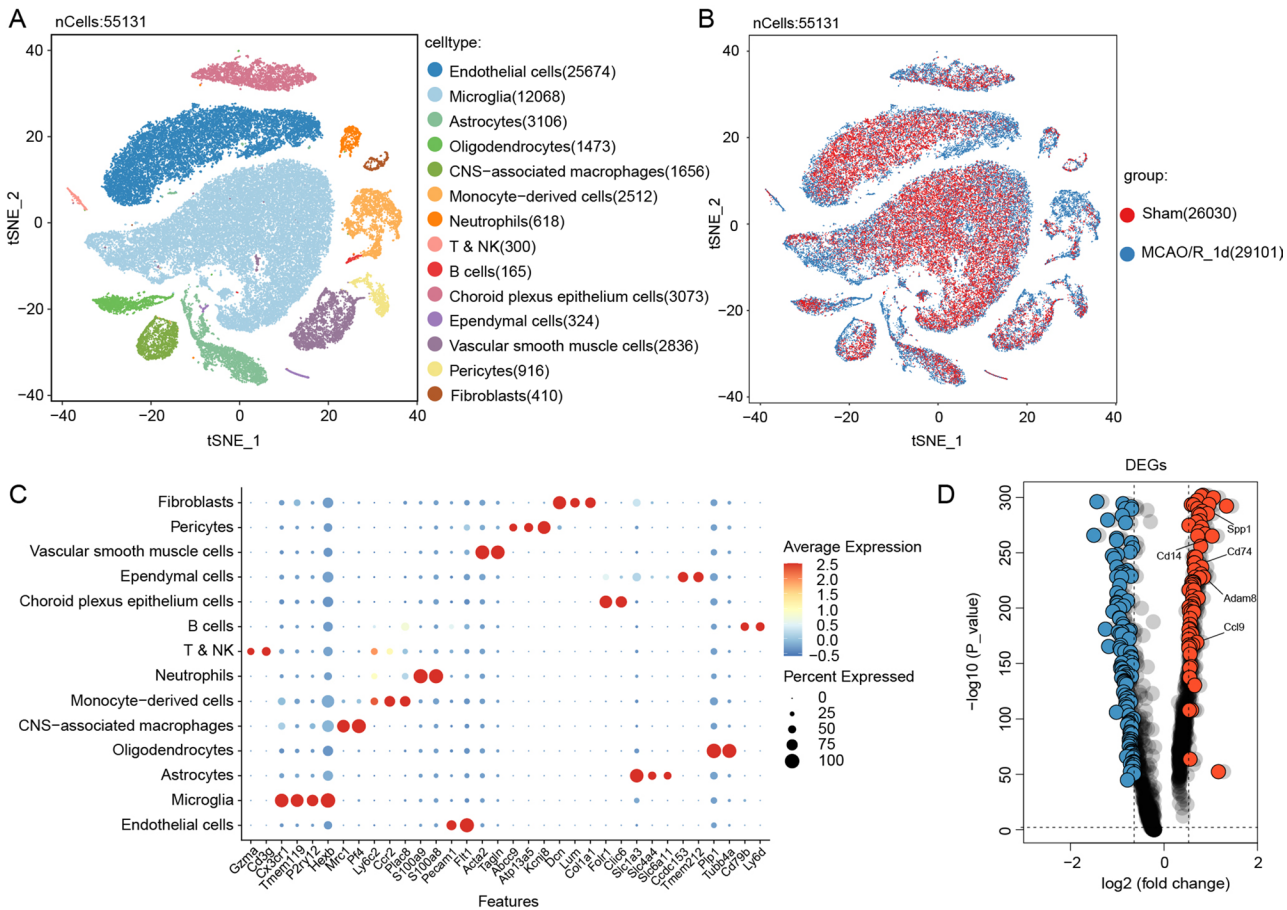 A
nCells:55131
40
20
0
−20
−40
tSNE_2
−40
−20
0
20
40
tSNE_1
celltype:
Endothelial cells(25674)
Microglia(12068)
Astrocytes(3106)
Oligodendrocytes(1473)
CNS−associated macrophages(1656)
Monocyte−derived cells(2512)
Neutrophils(618)
T & NK(300)
B cells(165)
Choroid plexus epithelium cells(3073)
Ependymal cells(324)
Vascular smooth muscle cells(2836)
Pericytes(916)
Fibroblasts(410)
B
nCells:55131
40
20
0
−20
−40
tSNE_2
−40
−20
0
20
40
tSNE_1
group:
Sham(26030)
MCAO/R_1d(29101)
C
Fibroblasts
Pericytes
Vascular smooth muscle cells
Ependymal cells
Choroid plexus epithelium cells
B cells
T & NK
Neutrophils
Monocyte−derived cells
CNS−associated macrophages
Oligodendrocytes
Astrocytes
Microglia
Endothelial cells
Gzma
Cd3g
Cx3cr1
Tmem119
P2ry12
Hexb
Mrc1
Pf4
Ly6c2
Ccr2
Plac8
S100a9
S100a8
Pecam1
Flt1
Acta2
Tagln
Abcc9
Atp13a5
Kcnj8
Dcn
Lum
Col1a1
Folr1
Clic6
Slc1a3
Slc4a4
Slc6a11
Ccdc153
Tmem212
Plp1
Tubb4a
Cd79b
Ly6d
Features
Average Expression
2.5
2.0
1.5
1.0
0.5
0.0
−0.5
Percent Expressed
0
25
50
75
100
D
DEGs
300
250
200
150
100
50
0
−log10 (P_value)
Spp1
Cd14
Cd74
Adam8
Ccl9
−2
0
2
log2 (fold change)